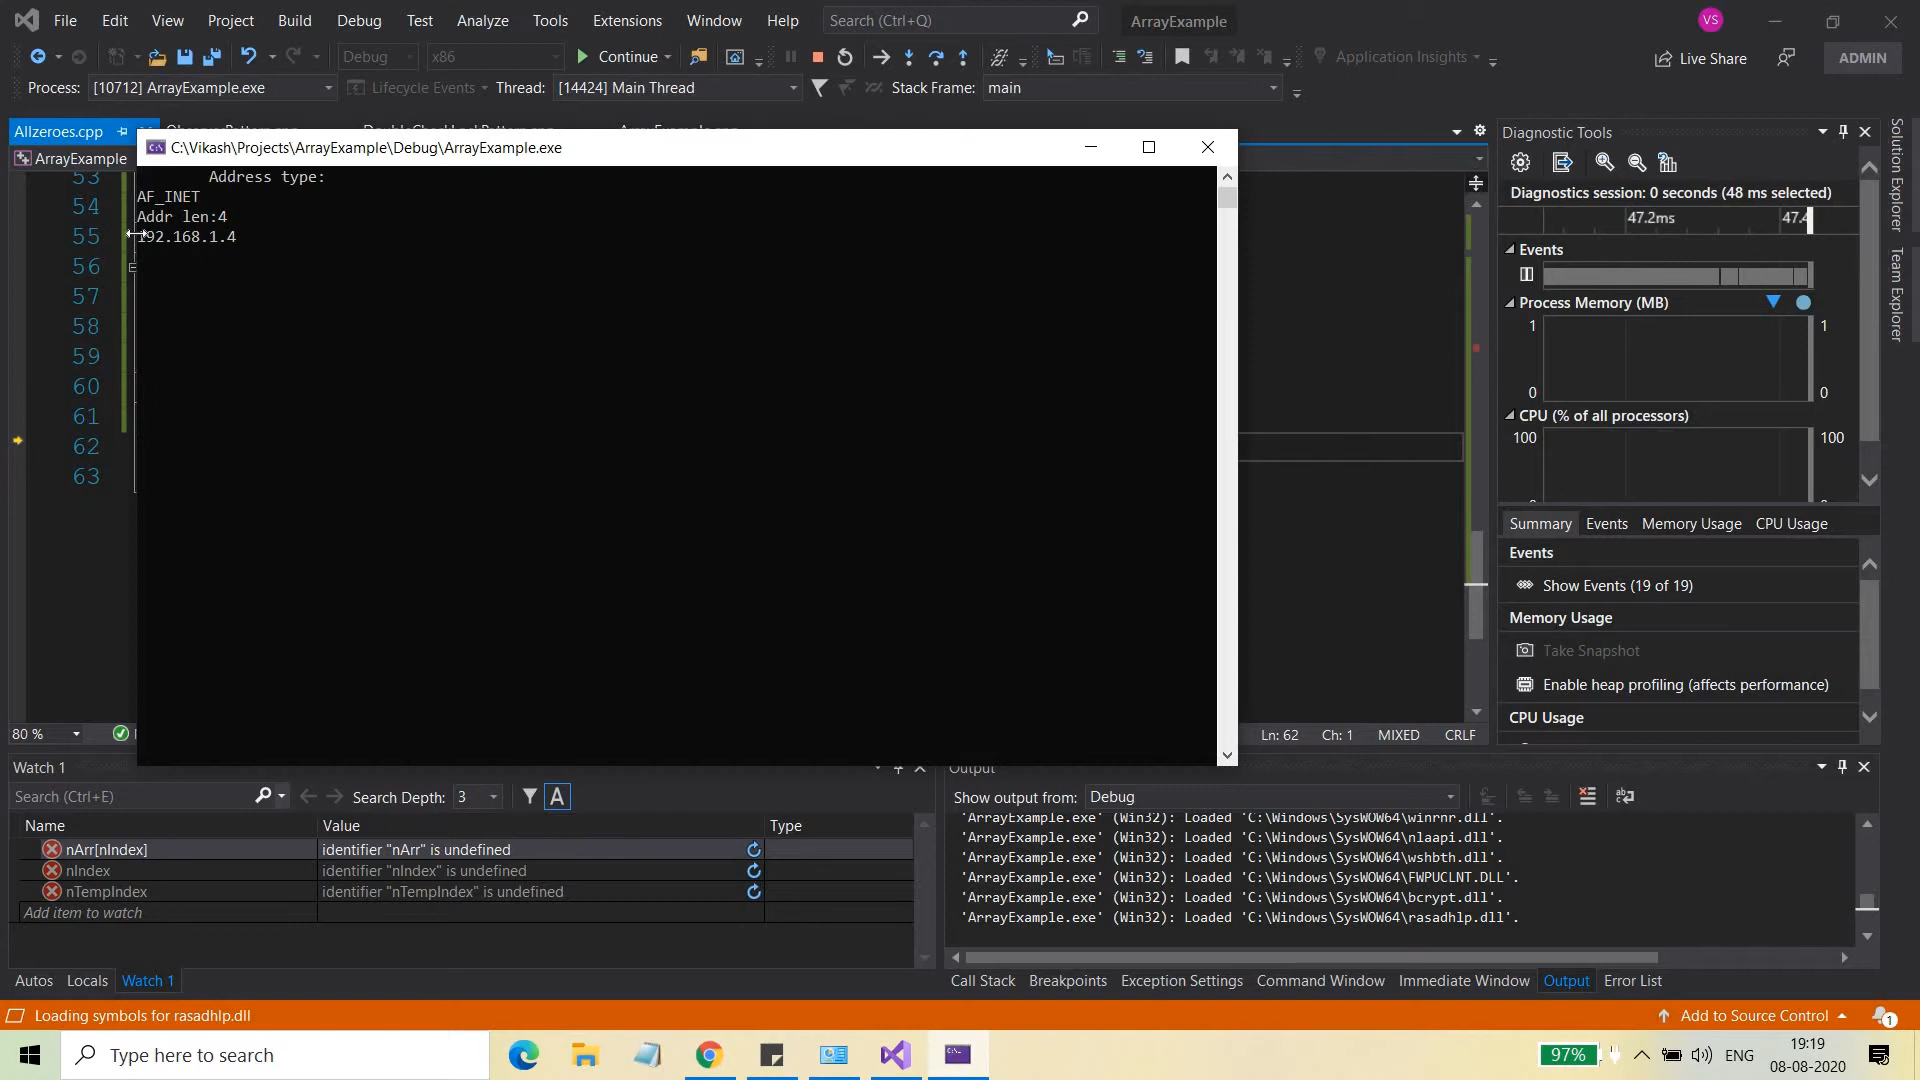 File Edit View Project Build Debug Test Analyze Tools Extensions Window Help Search (Ctrl+Q) ArrayExample VS
Debug x86 Continue Application Insights Live Share ADMIN
Process: [10712] ArrayExample.exe Lifecycle Events Thread: [14424] Main Thread Stack Frame: main
Allzeroes.cpp
ArrayExample
C:\Vikash\Projects\ArrayExample\Debug\ArrayExample.exe
Address type:
AF_INET
Addr len:4
192.168.1.4
53
54
55
56
57
58
59
60
61
62
63
80 %
Ln: 62 Ch: 1 MIXED CRLF
Diagnostic Tools
Diagnostics session: 0 seconds (48 ms selected)
47.2ms
Events
Process Memory (MB)
1 1
0 0
CPU (% of all processors)
100 100
Summary Events Memory Usage CPU Usage
Events
Show Events (19 of 19)
Memory Usage
Take Snapshot
Enable heap profiling (affects performance)
CPU Usage
Solution Explorer
Team Explorer
Watch 1
Search (Ctrl+E) Search Depth: 3 A
Name Value Type
nArr[nIndex] identifier "nArr" is undefined
nIndex identifier "nIndex" is undefined
nTempIndex identifier "nTempIndex" is undefined
Add item to watch
Autos Locals Watch 1
Output
Show output from: Debug
'ArrayExample.exe' (Win32): Loaded 'C:\Windows\SysWOW64\winrnr.dll'.
'ArrayExample.exe' (Win32): Loaded 'C:\Windows\SysWOW64\nlaapi.dll'.
'ArrayExample.exe' (Win32): Loaded 'C:\Windows\SysWOW64\wshbth.dll'.
'ArrayExample.exe' (Win32): Loaded 'C:\Windows\SysWOW64\FWPUCLNT.DLL'.
'ArrayExample.exe' (Win32): Loaded 'C:\Windows\SysWOW64\bcrypt.dll'.
'ArrayExample.exe' (Win32): Loaded 'C:\Windows\SysWOW64\rasadhlp.dll'.
Call Stack Breakpoints Exception Settings Command Window Immediate Window Output Error List
Loading symbols for rasadhlp.dll Add to Source Control 1
Type here to search 97% ENG 19:19
08-08-2020